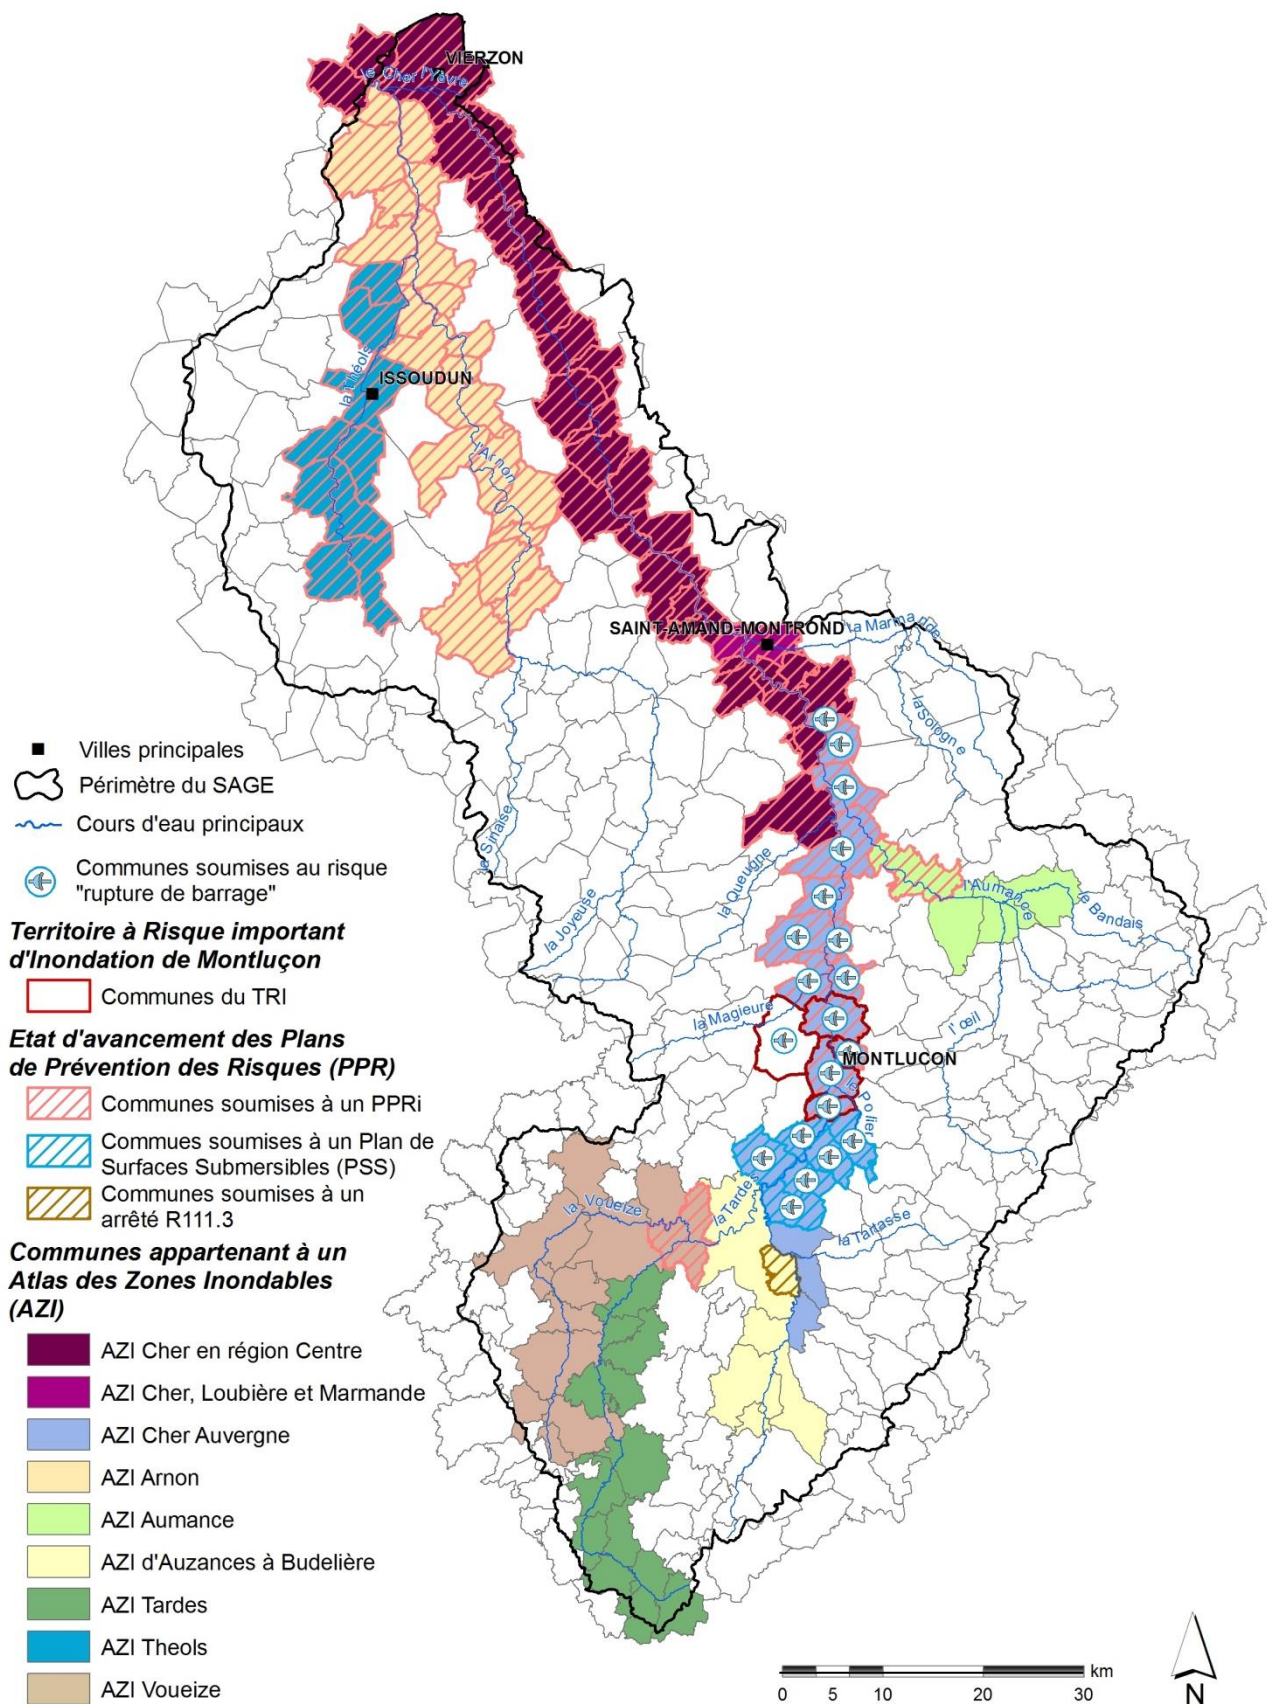 VIERZON
le Cher l'Yèvre
la Théols
ISSOUDUN
l'Arnon
SAINT-AMAND-MONTROND
la Marmande
la Sologne
la Sinaise
la Joyeuse
la Queugne
l'Aumance
le Bandais
la Magieure
l' œil
MONTLUCON
le Polier
la Voueize
la Tardes
la Tartasse
Villes principales
Périmètre du SAGE
Cours d'eau principaux
Communes soumises au risque
"rupture de barrage"
Territoire à Risque important
d'Inondation de Montluçon
Communes du TRI
Etat d'avancement des Plans
de Prévention des Risques (PPR)
Communes soumises à un PPRi
Commues soumises à un Plan de
Surfaces Submersibles (PSS)
Communes soumises à un
arrêté R111.3
Communes appartenant à un
Atlas des Zones Inondables
(AZI)
AZI Cher en région Centre
AZI Cher, Loubière et Marmande
AZI Cher Auvergne
AZI Arnon
AZI Aumance
AZI d'Auzances à Budelière
AZI Tardes
AZI Theols
AZI Voueize
km
0 5 10 20 30
N